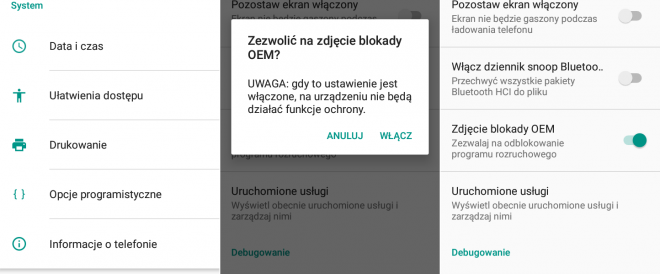 System
Data i czas
Ułatwienia dostępu
Drukowanie
Opcje programistyczne
Informacje o telefonie
Pozostaw ekran włączony
Ekran nie będzie gaszony podczas
Zezwolić na zdjęcie blokady
OEM?
UWAGA: gdy to ustawienie jest
włączone, na urządzeniu nie będą
działać funkcje ochrony.
ANULUJ WŁĄCZ
programu rozruchowego
Uruchomione usługi
Wyświetl obecnie uruchomione usługi i
zarządzaj nimi
Debugowanie
Pozostaw ekran włączony
Ekran nie będzie gaszony podczas
ładowania telefonu
Włącz dziennik snoop Bluetoo..
Przechwyć wszystkie pakiety
Bluetooth HCI do pliku
Zdjęcie blokady OEM
Zezwalaj na odblokowanie
programu rozruchowego
Uruchomione usługi
Wyświetl obecnie uruchomione usługi i
zarządzaj nimi
Debugowanie